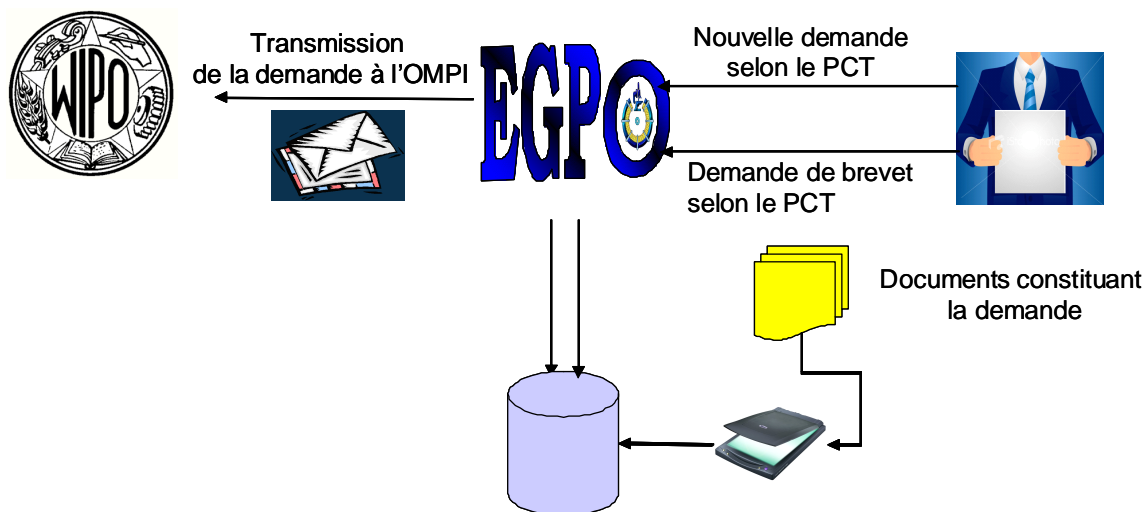 WIPO
Transmission
de la demande à l'OMPI
EGPO
Nouvelle demande
selon le PCT
Demande de brevet
selon le PCT
Documents constituant
la demande